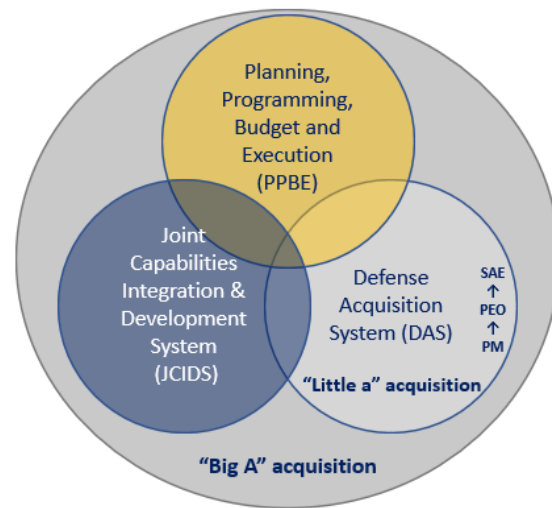 Planning,
Programming,
Budget and
Execution
(PPBE)
Joint
Capabilities
Integration &
Development
System
(JCIDS)
Defense
Acquisition
System (DAS)
SAE
↑
PEO
↑
PM
“Little a” acquisition
“Big A” acquisition